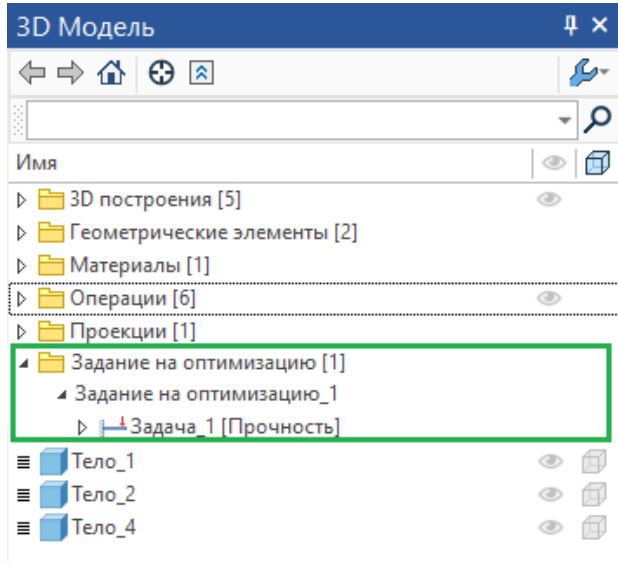 3D Модель
Имя
3D построения [5]
Геометрические элементы [2]
Материалы [1]
Операции [6]
Проекции [1]
Задание на оптимизацию [1]
Задание на оптимизацию_1
Задача_1 [Прочность]
Тело_1
Тело_2
Тело_4